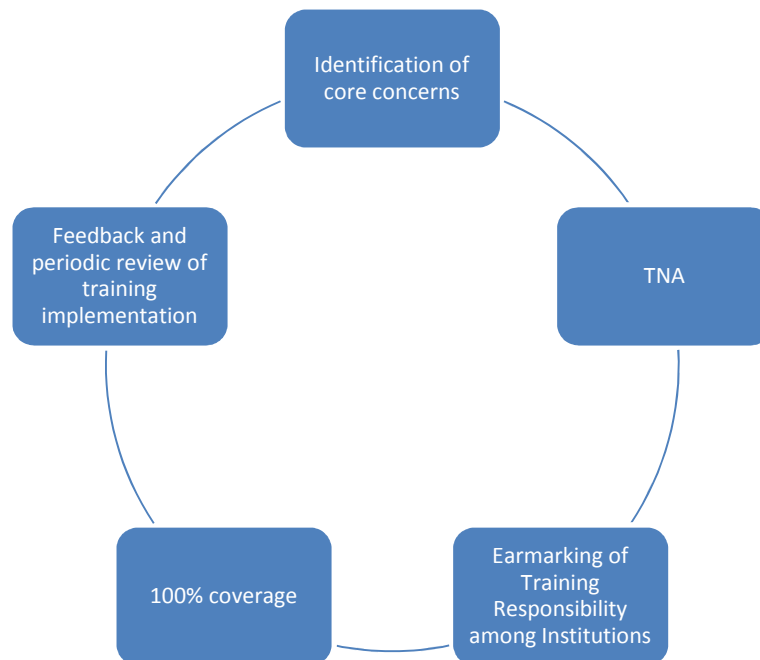 Identification of
core concerns
TNA
Earmarking of
Training
Responsibility
among Institutions
100% coverage
Feedback and
periodic review of
training
implementation